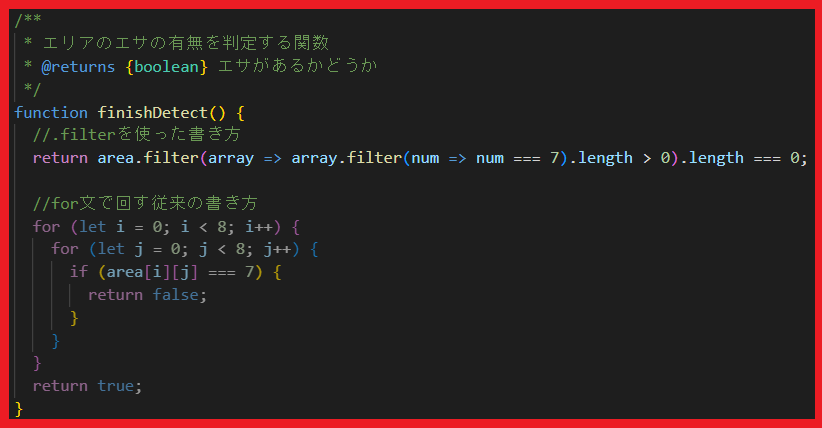 /**
 * エリアのエサの有無を判定する関数
 * @returns {boolean} エサがあるかどうか
 */
function finishDetect() {
  //.filterを使った書き方
  return area.filter(array => array.filter(num => num === 7).length > 0).length === 0;
  //for文で回す従来の書き方
  for (let i = 0; i < 8; i++) {
    for (let j = 0; j < 8; j++) {
      if (area[i][j] === 7) {
        return false;
      }
    }
  }
  return true;
}